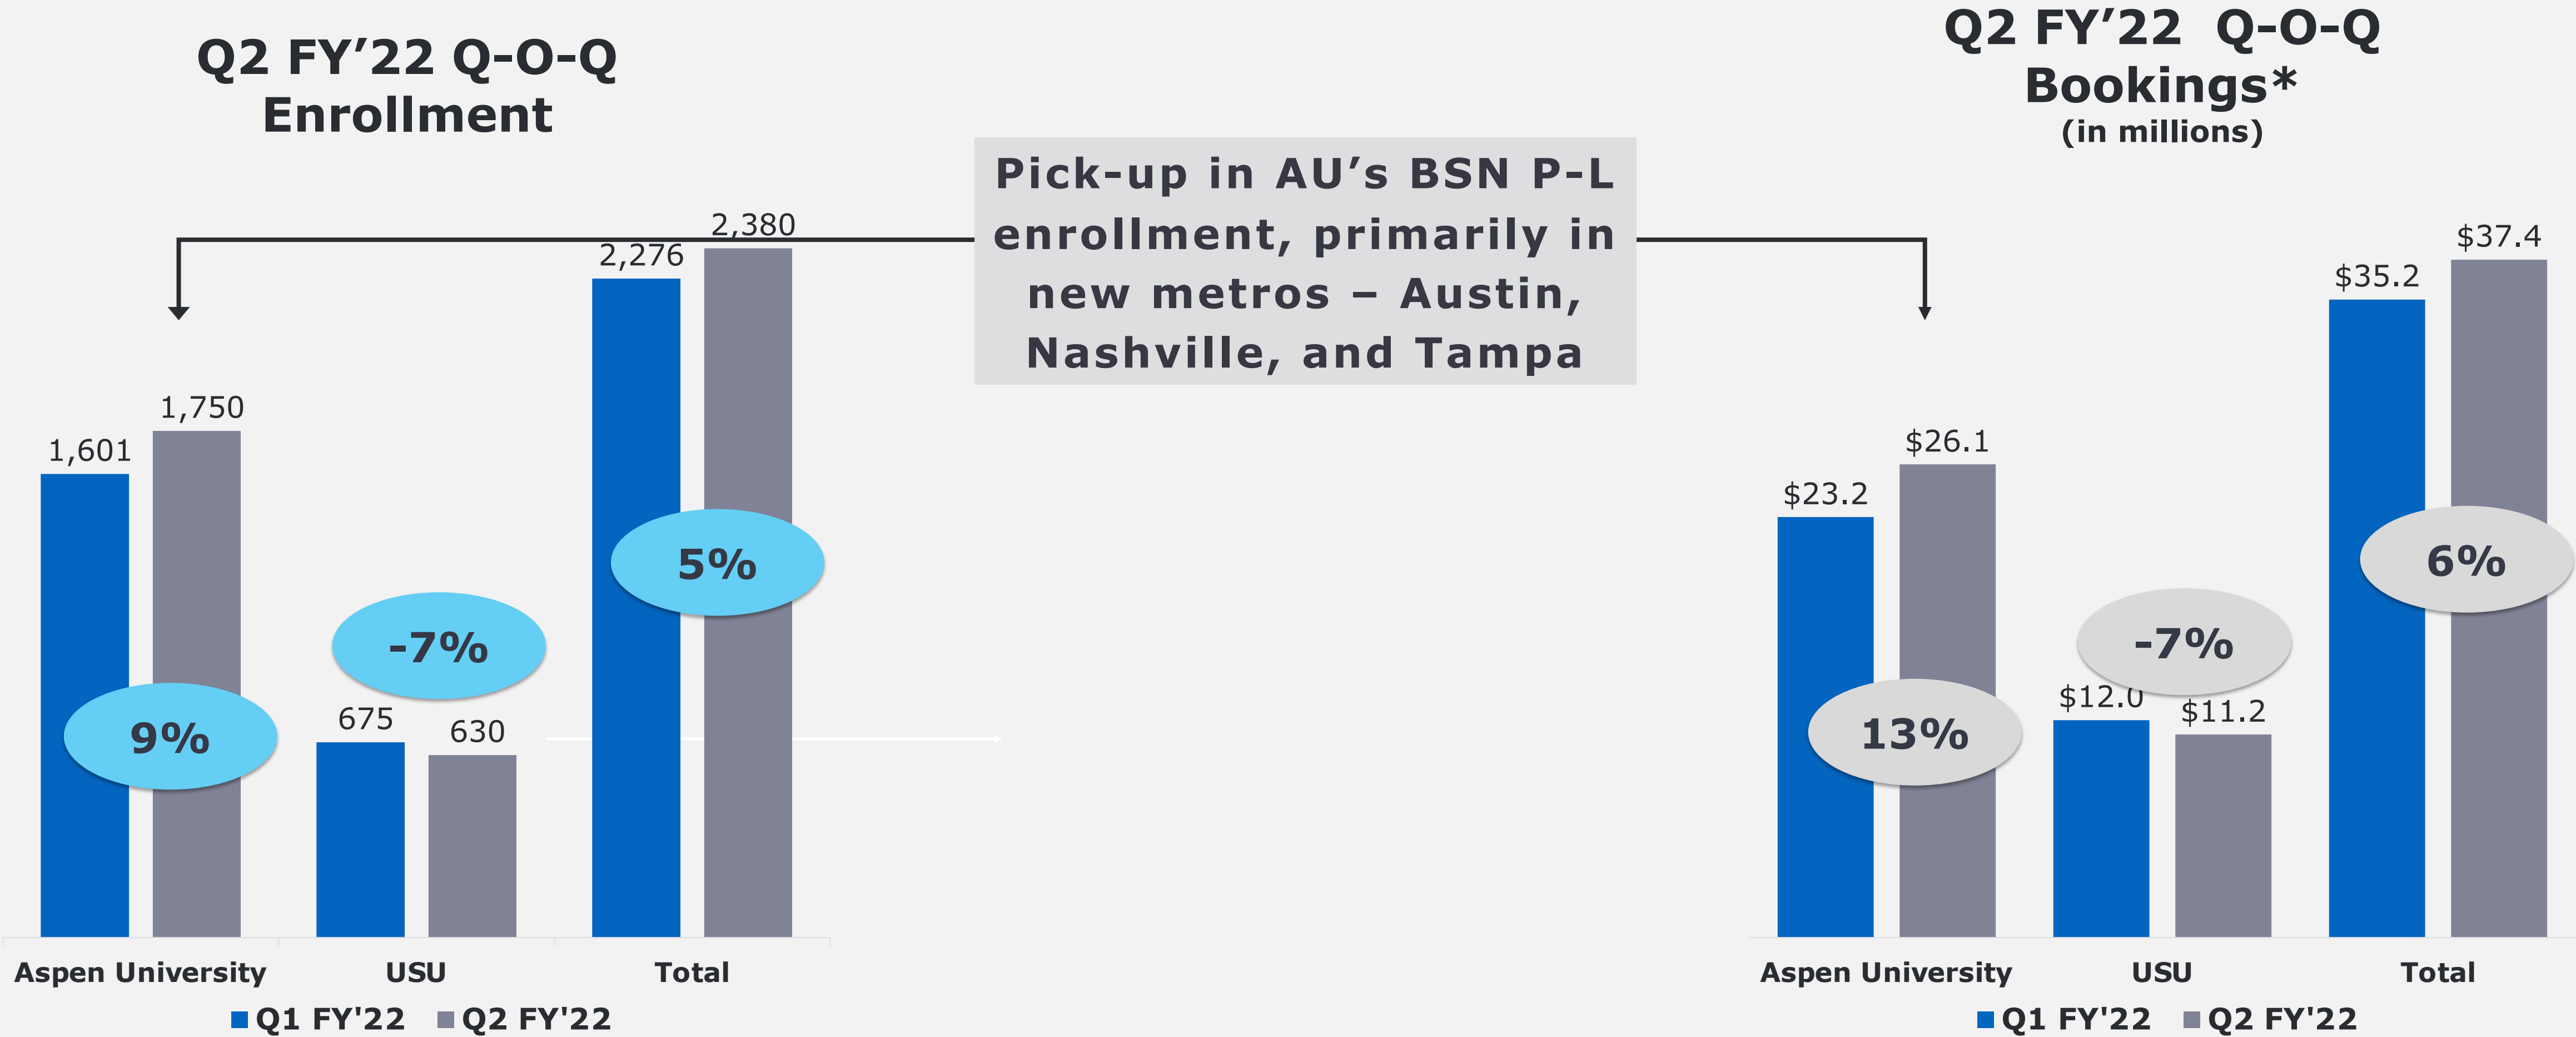 Q2 FY’22 Q-O-Q
Enrollment
2,380
2,276
1,750
1,601
5%
-7%
675
630
9%
Aspen University
USU
Total
Q1 FY'22
Q2 FY'22
Pick-up in AU’s BSN P-L
enrollment, primarily in
new metros – Austin,
Nashville, and Tampa
Q2 FY’22 Q-O-Q
Bookings*
(in millions)
$37.4
$35.2
$26.1
$23.2
6%
-7%
$12.0
$11.2
13%
Aspen University
USU
Total
Q1 FY'22
Q2 FY'22